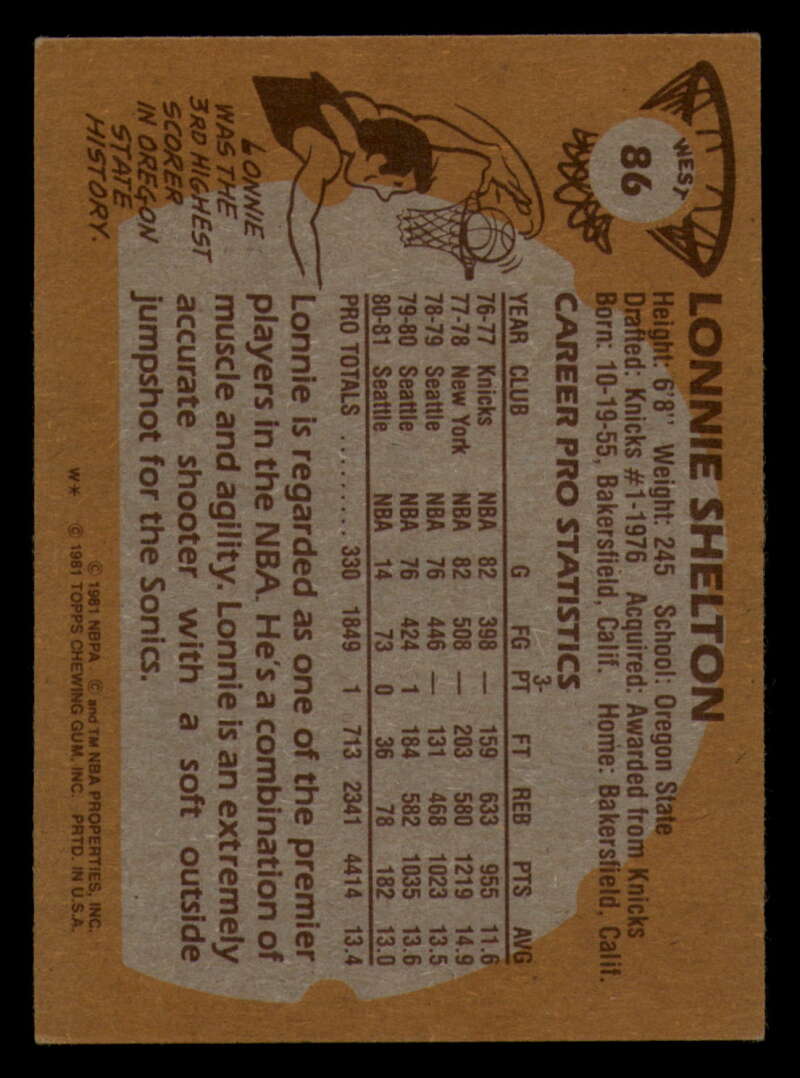 WEST
86
LONNIE SHELTON
Height: 6'8" Weight: 245 School: Oregon State
Drafted: Knicks #1-1976 Acquired: Awarded from Knicks
Born: 10-19-55, Bakersfield, Calif. Home: Bakersfield, Calif.
CAREER PRO STATISTICS
YEAR CLUB G FG 3-PT FT REB PTS AVG
76-77 Knicks NBA 82 398 — 159 633 955 11.6
77-78 New York NBA 82 508 — 203 580 1219 14.9
78-79 Seattle NBA 76 446 — 131 468 1023 13.5
79-80 Seattle NBA 76 424 1 184 582 1035 13.6
80-81 Seattle NBA 14 73 0 36 78 182 13.0
PRO TOTALS .......... 330 1849 1 713 2341 4414 13.4
LONNIE
WAS THE
3RD HIGHEST
SCORER
IN OREGON
STATE
HISTORY.
Lonnie is regarded as one of the premier
players in the NBA. He's a combination of
muscle and agility. Lonnie is an extremely
accurate shooter with a soft outside
jumpshot for the Sonics.
© 1981 NBPA © and TM NBA PROPERTIES, INC.
W* © 1981 TOPPS CHEWING GUM, INC. PRTD. IN U.S.A.